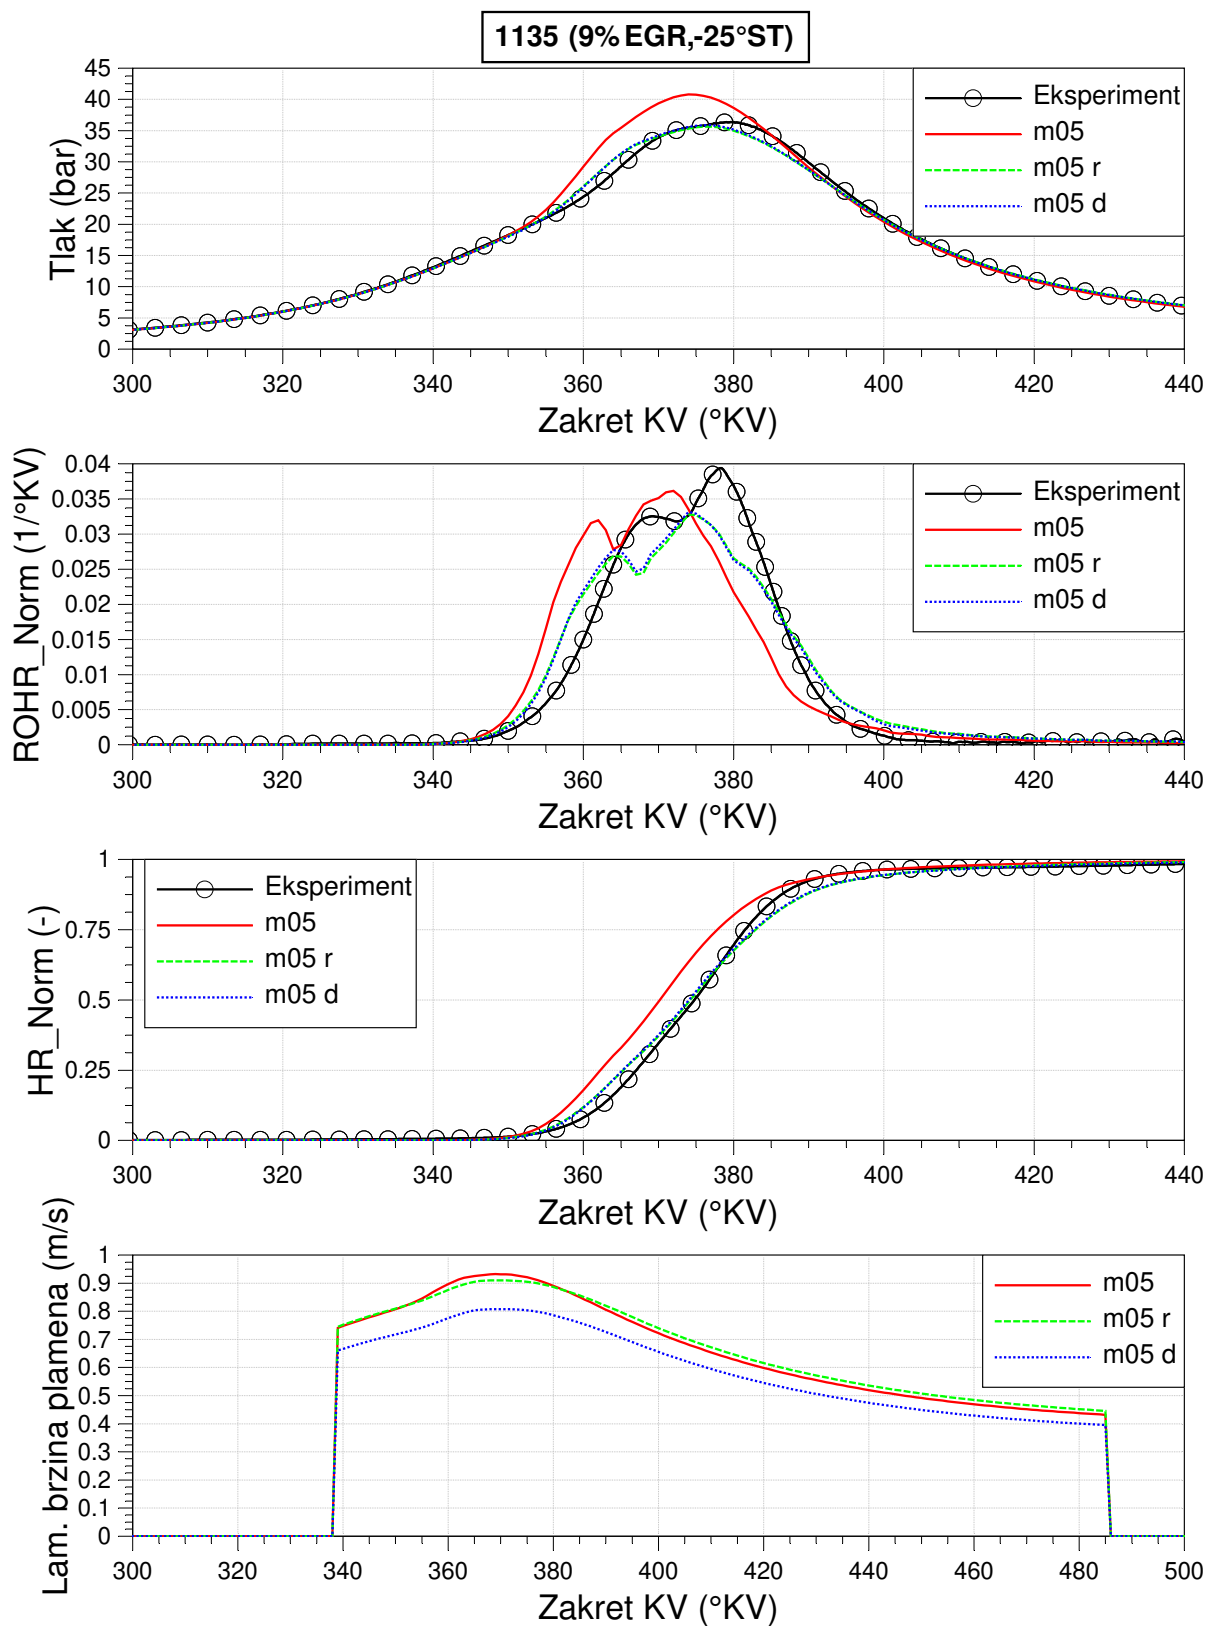 1135 (9% EGR,-25°ST)
Tlak (bar)
45
40
35
30
25
20
15
10
5
0
300 320 340 360 380 400 420 440
Zakret KV (°KV)
Eksperiment
m05
m05 r
m05 d
ROHR_Norm (1/°KV)
0.04
0.035
0.03
0.025
0.02
0.015
0.01
0.005
0
300 320 340 360 380 400 420 440
Zakret KV (°KV)
Eksperiment
m05
m05 r
m05 d
HR_Norm (-)
1
0.75
0.5
0.25
0
300 320 340 360 380 400 420 440
Zakret KV (°KV)
Eksperiment
m05
m05 r
m05 d
Lam. brzina plamena (m/s)
1
0.9
0.8
0.7
0.6
0.5
0.4
0.3
0.2
0.1
0
300 320 340 360 380 400 420 440 460 480 500
Zakret KV (°KV)
m05
m05 r
m05 d